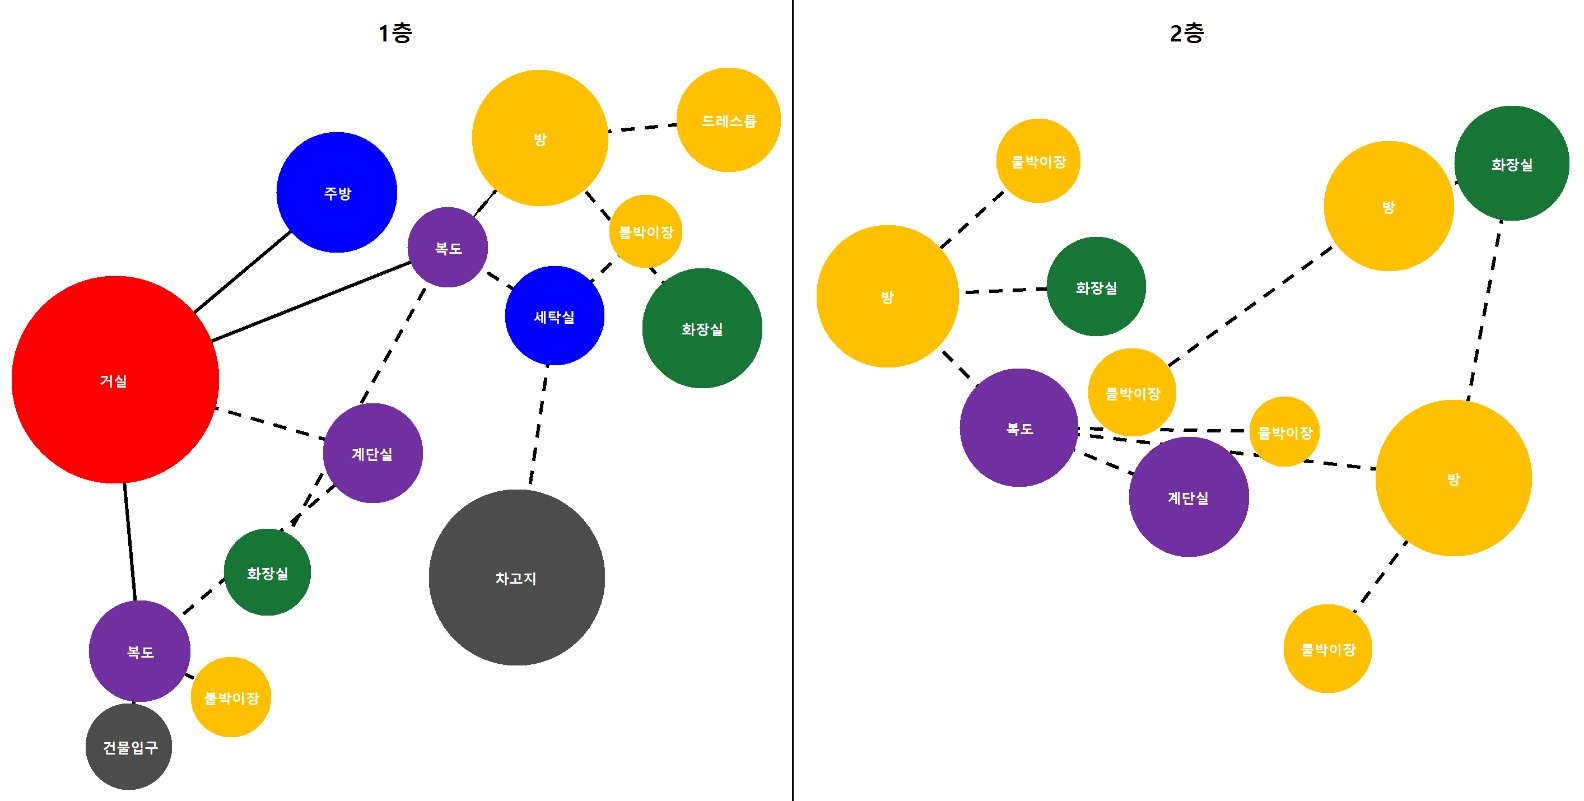 1층
방
드레스룸
주방
복도
붙박이장
세탁실
화장실
거실
계단실
화장실
차고지
복도
붙박이장
건물입구
2층
붙박이장
화장실
방
화장실
방
붙박이장
복도
붙박이장
계단실
방
붙박이장